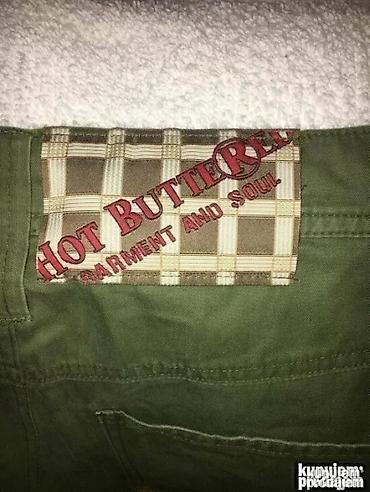 HOT BUTTERED
GARMENT AND SOUL
kupujem
prodajem